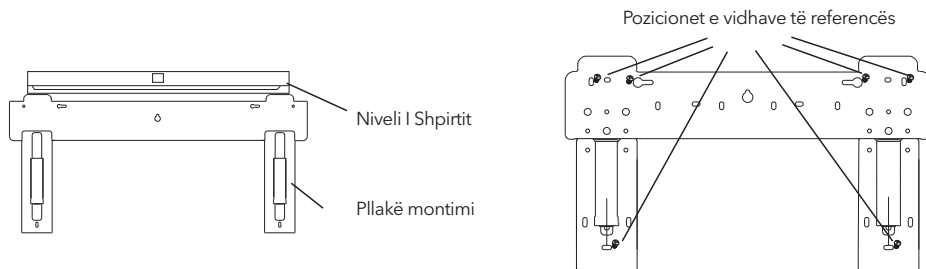 Pozicionet e vidhave të referencës
Niveli I Shpirtit
Pllakë montimi